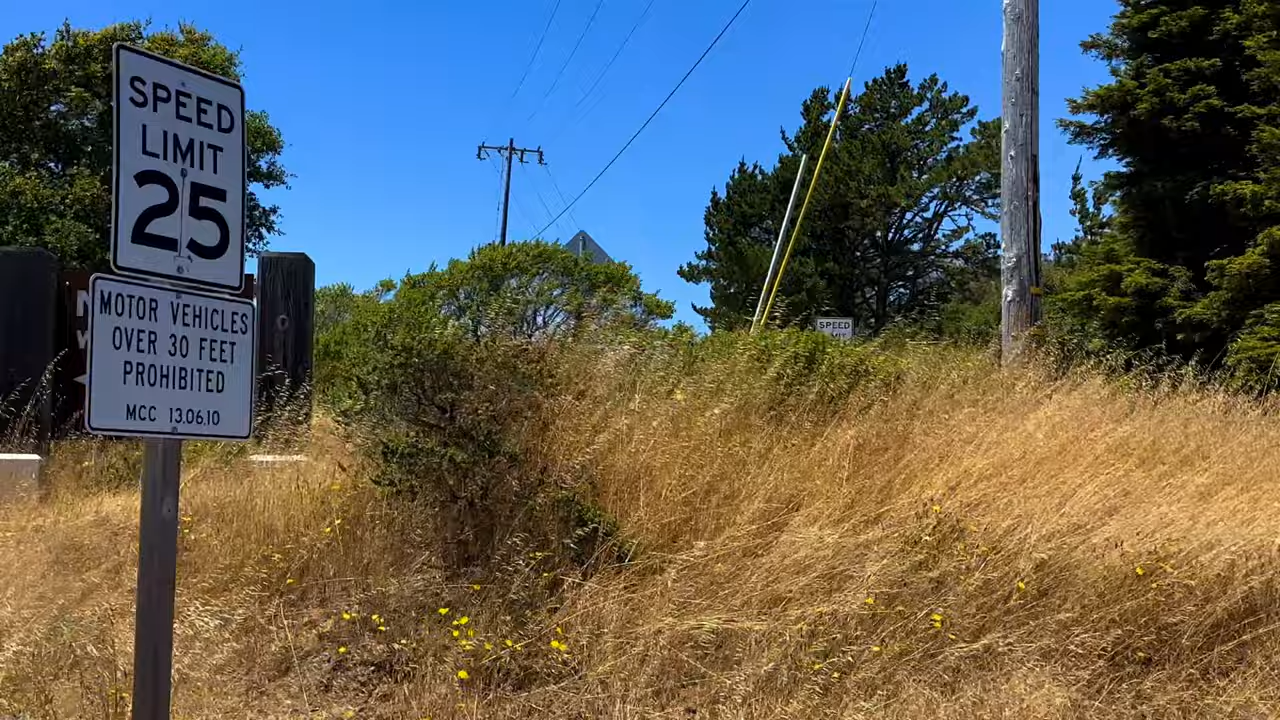 SPEED
LIMIT
25
MOTOR VEHICLES
OVER 30 FEET
PROHIBITED
MCC 13.06.10
SPEED